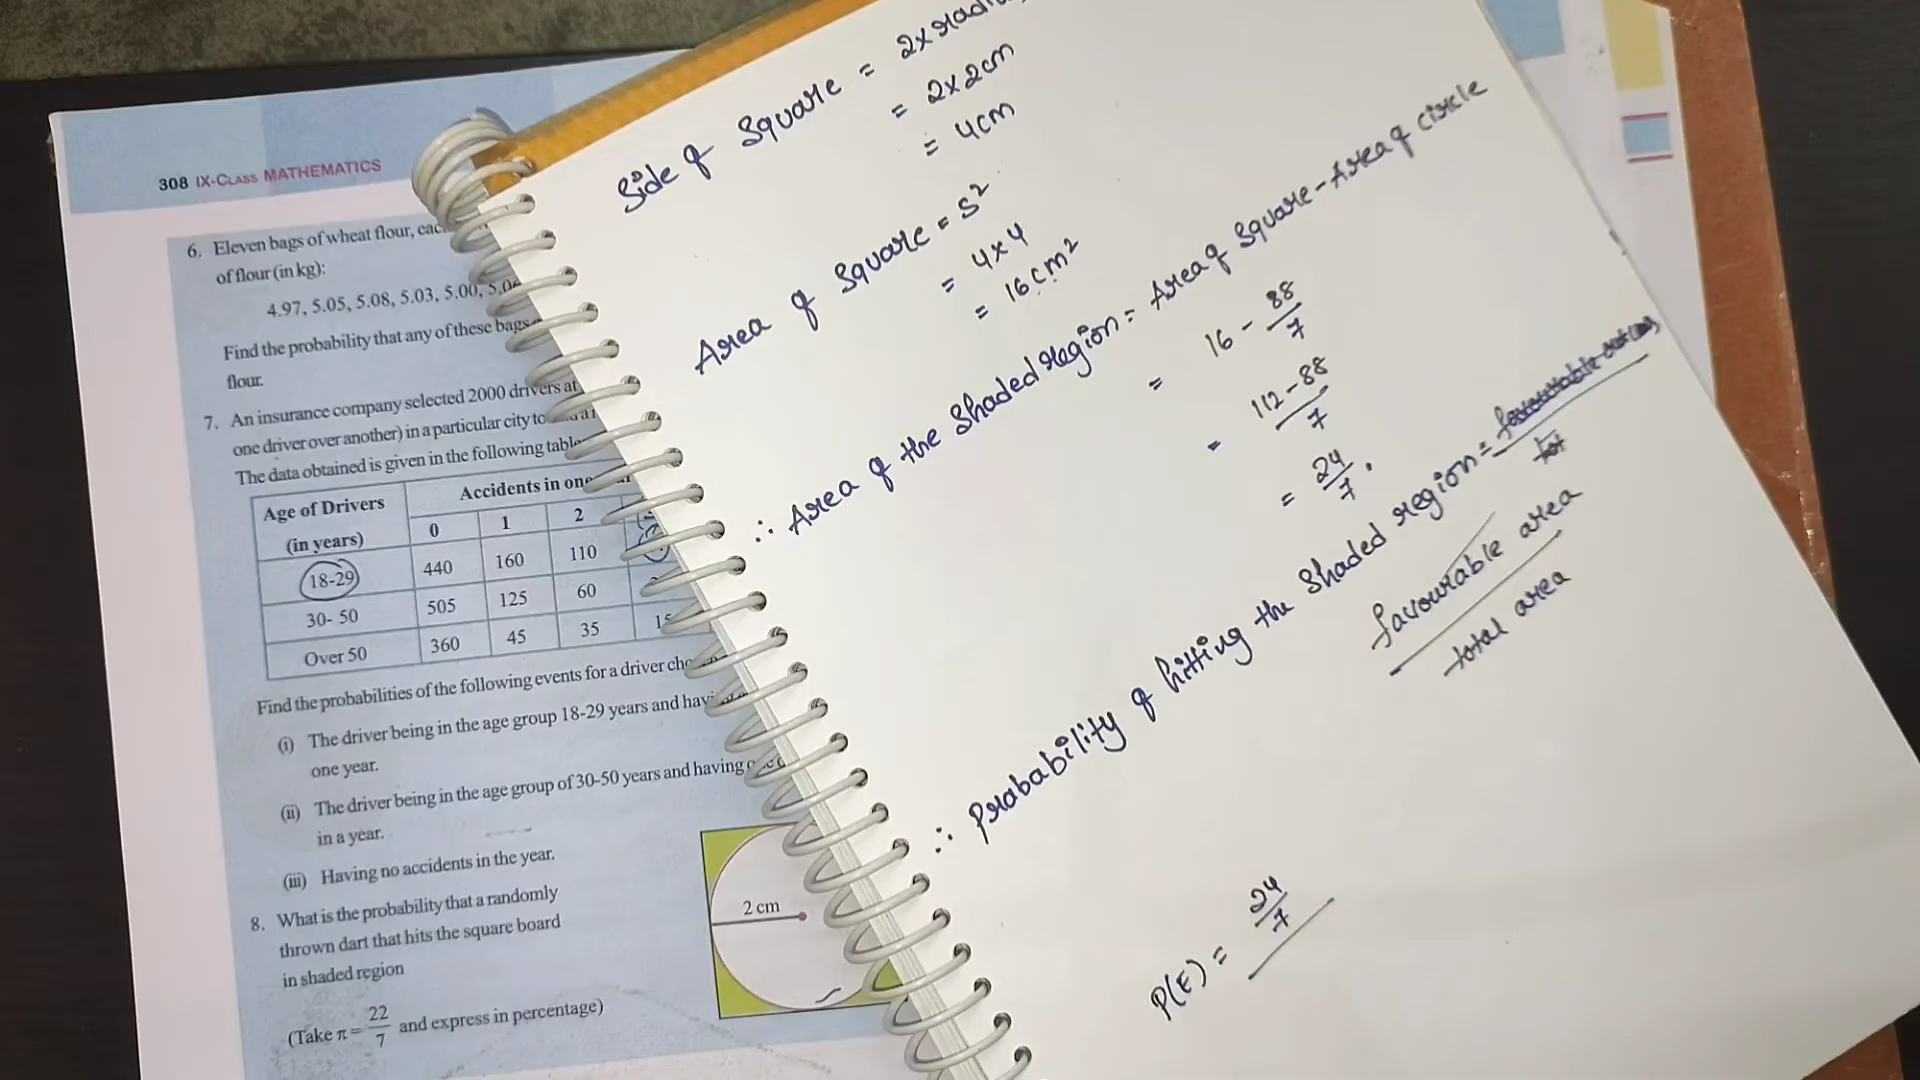 308 IX-CLASS MATHEMATICS
6. Eleven bags of wheat flour,
of flour (in kg):
4.97, 5.05, 5.08, 5.03, 5.00,
Find the probability that any of these bags
flour.
7. An insurance company selected 2000 drivers at
one driver over another) in a particular city to
The data obtained is given in the following
Age of Drivers (in years) Accidents in
0 1 2
18-29 440 160 110
30- 50 505 125 60
Over 50 360 45 35 15
Find the probabilities of the following events for a driver
(i) The driver being in the age group 18-29 years and
one year.
(ii) The driver being in the age group of 30-50 years and having
in a year.
(iii) Having no accidents in the year.
8. What is the probability that a randomly
thrown dart that hits the square board
in shaded region
(Take π = 22/7 and express in percentage)
2 cm
Side of Square = 2x
= 2x2cm
= 4cm
Area of Square = S²
= 4x4
= 16cm²
∴ Area of the Shaded region = Area of Square - Area of circle
= 16 - 88/7
= 112-88/7
= 24/7.
∴ Probability of hitting the Shaded region =
favourable area
total area
P(E) = 24/7